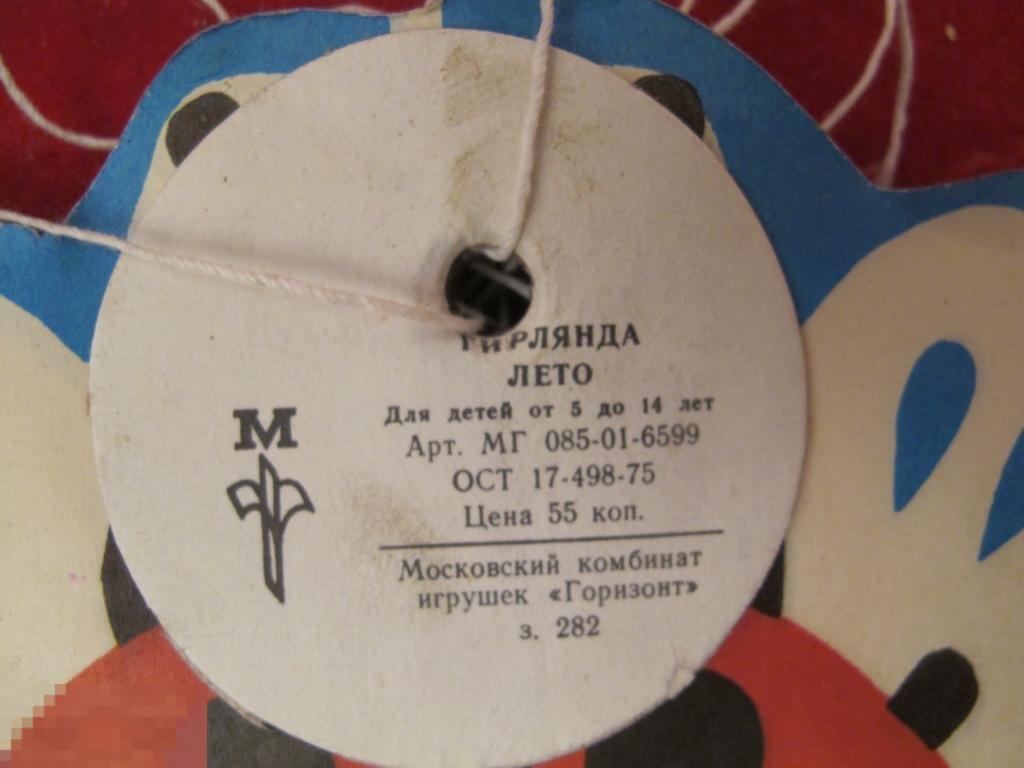 ГИРЛЯНДА
ЛЕТО
Для детей от 5 до 14 лет
Арт. МГ 085-01-6599
ОСТ 17-498-75
Цена 55 коп.
М
Московский комбинат
игрушек «Горизонт»
з. 282